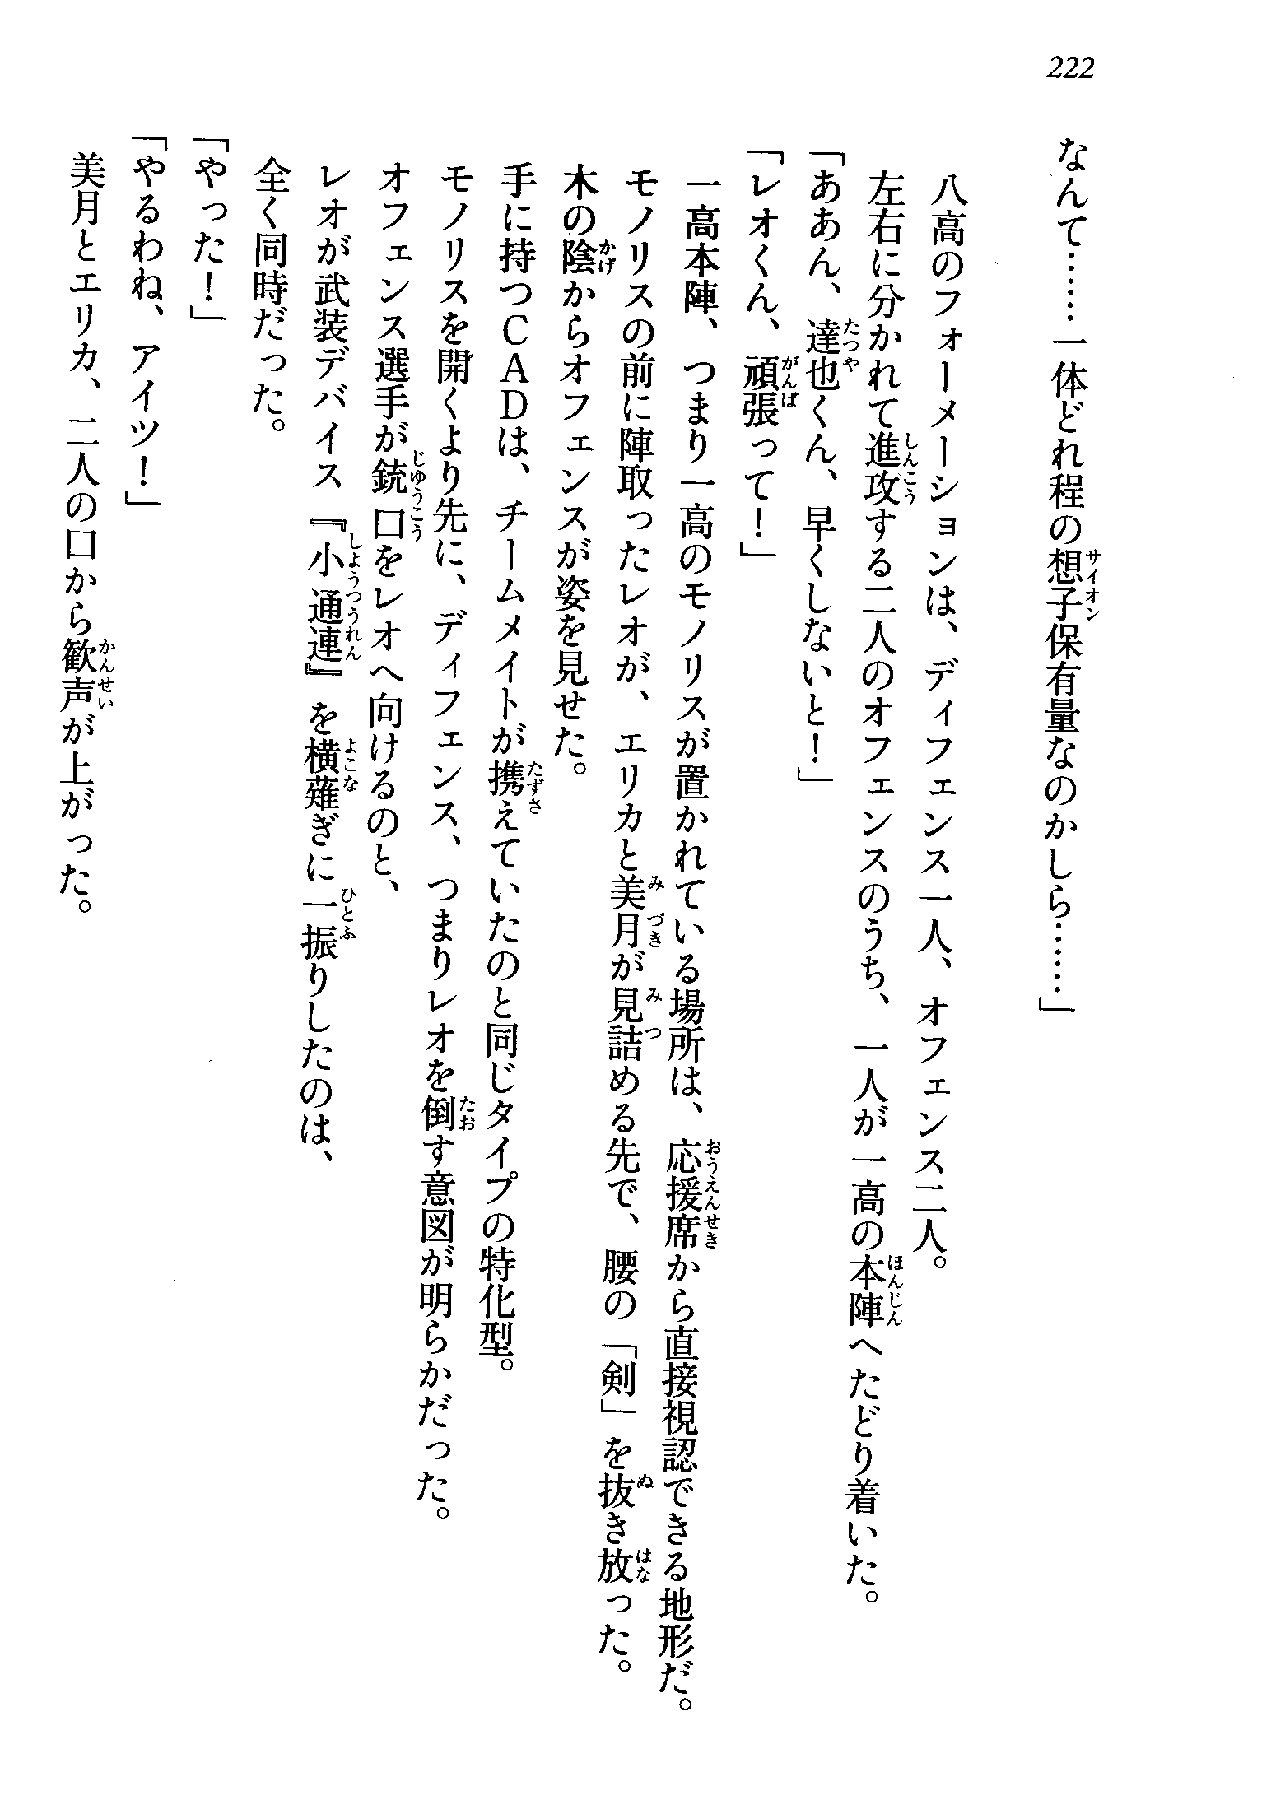 222
なんて……一体どれ程の想子保有量なのかしら……」
八高のフォーメーションは、ディフェンス一人、オフェンス二人。
左右に分かれて進攻する二人のオフェンスのうち、一人が一高の本陣へたどり着いた。
「ああん、達也くん、早くしないと！」
「レオくん、頑張って！」
一高本陣、つまり一高のモノリスが置かれている場所は、応援席から直接視認できる地形だ。
モノリスの前に陣取ったレオが、エリカと美月が見詰める先で、腰の「剣」を抜き放った。
木の陰からオフェンスが姿を見せた。
手に持つＣＡＤは、チームメイトが携えていたのと同じタイプの特化型。
モノリスを開くより先に、ディフェンス、つまりレオを倒す意図が明らかだった。
オフェンス選手が銃口をレオへ向けるのと、
レオが武装デバイス『小通連』を横薙ぎに一振りしたのは、
全く同時だった。
「やった！」
「やるわね、アイツ！」
美月とエリカ、二人の口から歓声が上がった。